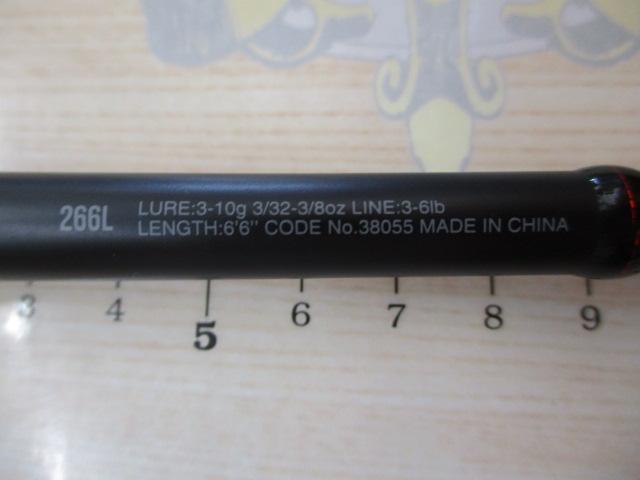 266L
LURE:3-10g 3/32-3/8oz LINE:3-6lb
LENGTH:6'6" CODE No.38055 MADE IN CHINA
3 4 5 6 7 8 9